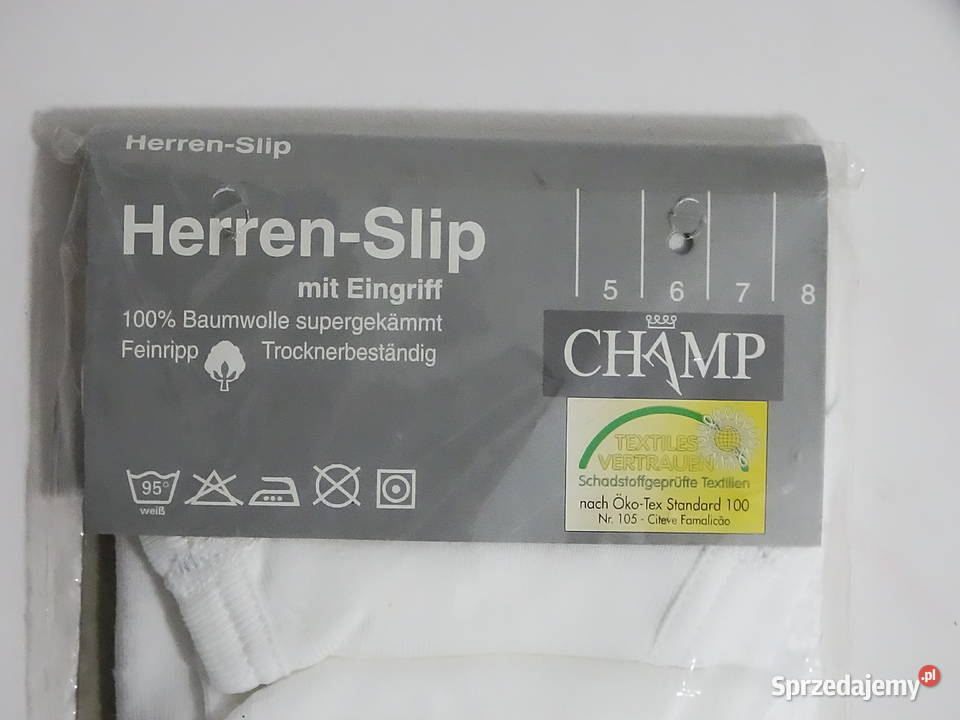 Herren-Slip
Herren-Slip
mit Eingriff
100% Baumwolle supergekämmt
Feinripp Trocknerbeständig
5 6 7 8
CHAMP
TEXTILES
VERTRAUEN
Schadstoffgeprüfte Textilien
nach Öko-Tex Standard 100
Nr. 105 - Citeve Famalicão
95°
weiß
Sprzedajemy.pl